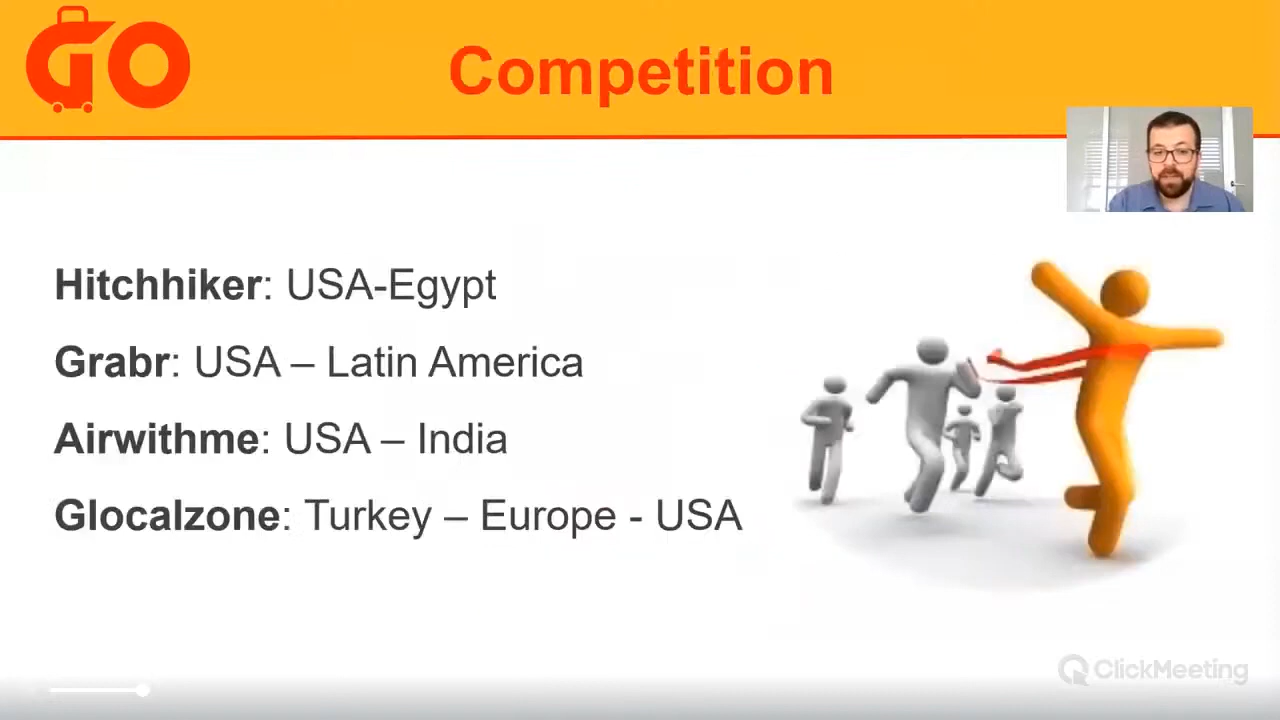 GO
Competition
Hitchhiker: USA-Egypt
Grabr: USA – Latin America
Airwithme: USA – India
Glocalzone: Turkey – Europe - USA
ClickMeeting